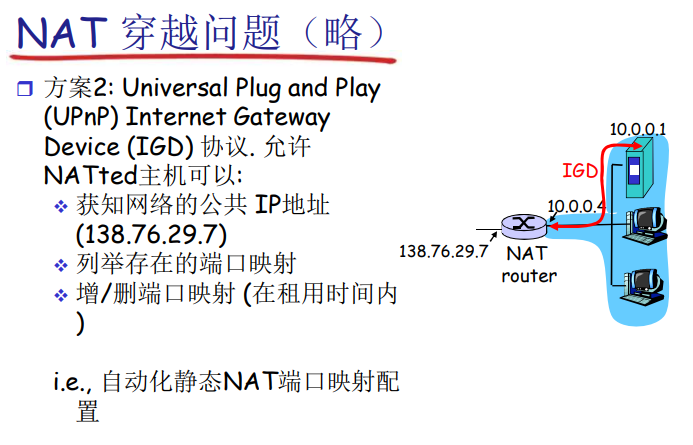 NAT 穿越问题（略）
方案2: Universal Plug and Play
(UPnP) Internet Gateway
Device (IGD) 协议. 允许
NATted主机可以:
获知网络的公共 IP地址
(138.76.29.7)
列举存在的端口映射
增/删端口映射 (在租用时间内
)
i.e., 自动化静态NAT端口映射配
置
10.0.0.1
IGD
10.0.0.4
138.76.29.7
NAT
router